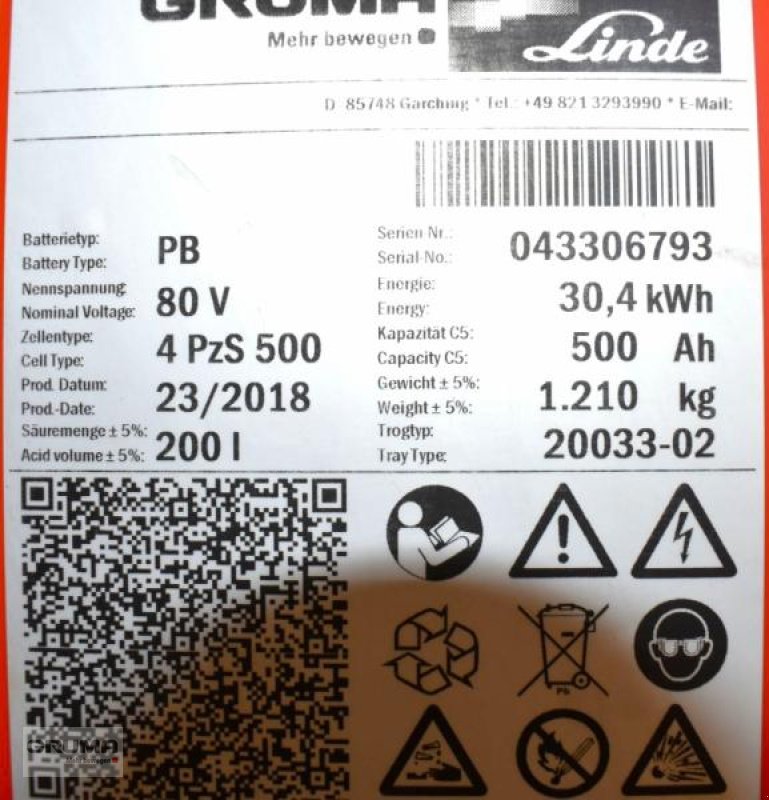 GRUMA
Mehr bewegen
Linde
D 85748 Garching * Tel.: +49 821 3293990 * E-Mail:
Batterietyp:
Battery Type:
PB
Serien Nr.:
Serial-No.:
043306793
Nennspannung
Nominal Voltage:
80 V
Energie:
Energy:
30,4 kWh
Zellentype:
Cell Type:
4 PzS 500
Kapazität C5:
Capacity C5:
500 Ah
Prod. Datum:
Prod.-Date:
23/2018
Gewicht ± 5%:
Weight ± 5%:
1.210 kg
Säuremenge ± 5%:
Acid volume ± 5%:
200 l
Trogtyp:
Tray Type:
20033-02
Pb
GRUMA
Mehr bewegen